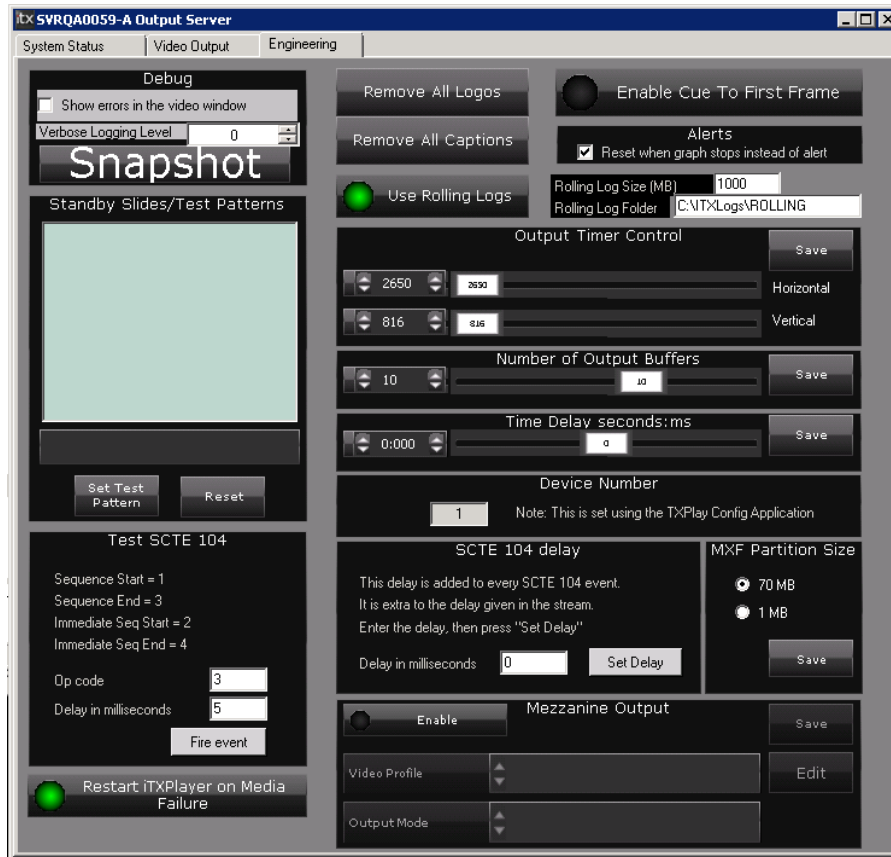 itx SVRQA0059-A Output Server
System Status
Video Output
Engineering
Debug
Show errors in the video window
Verbose Logging Level
0
Snapshot
Standby Slides/Test Patterns
Set Test
Pattern
Reset
Test SCTE 104
Sequence Start = 1
Sequence End = 3
Immediate Seq Start = 2
Immediate Seq End = 4
Op code
3
Delay in milliseconds
5
Fire event
Restart iTXPlayer on Media
Failure
Remove All Logos
Enable Cue To First Frame
Remove All Captions
Alerts
Reset when graph stops instead of alert
Use Rolling Logs
Rolling Log Size (MB)
1000
Rolling Log Folder
C:\ITXLogs\ROLLING
Output Timer Control
Save
2650
2650
Horizontal
816
816
Vertical
Number of Output Buffers
10
10
Save
Time Delay seconds:ms
0:000
0
Save
Device Number
1
Note: This is set using the TXPlay Config Application
SCTE 104 delay
This delay is added to every SCTE 104 event.
It is extra to the delay given in the stream.
Enter the delay, then press "Set Delay"
Delay in milliseconds
0
Set Delay
MXF Partition Size
70 MB
1 MB
Save
Mezzanine Output
Enable
Save
Video Profile
Edit
Output Mode